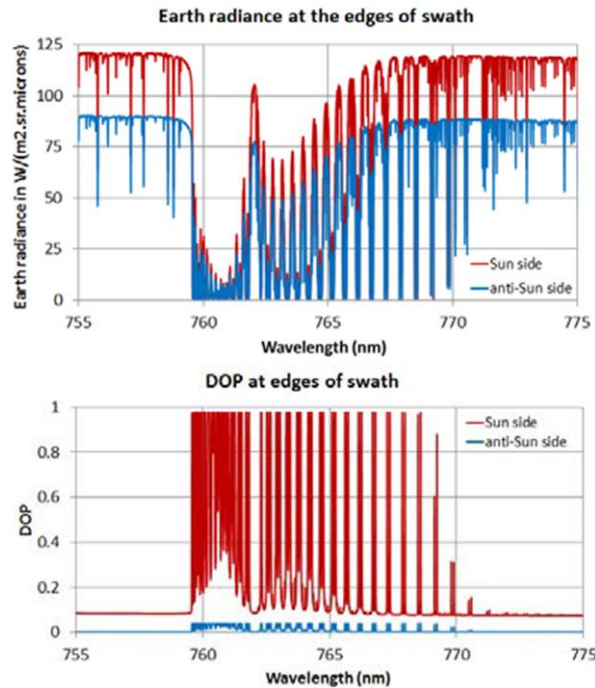 Earth radiance at the edges of swath
Earth radiance in W/(m2.sr.microns)
125
100
75
50
25
0
Sun side
anti-Sun side
755 760 765 770 775
Wavelength (nm)
DOP at edges of swath
DOP
1
0.8
0.6
0.4
0.2
0
Sun side
anti-Sun side
755 760 765 770 775
Wavelength (nm)